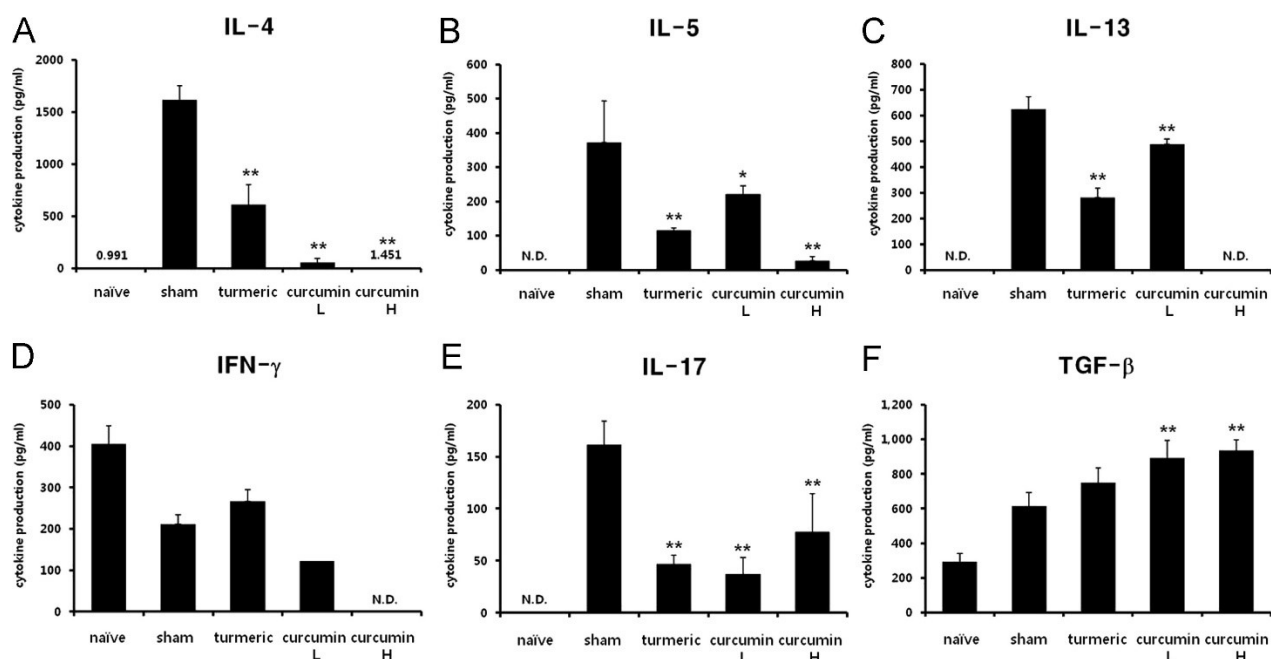 A
IL-4
cytokine production (pg/ml)
2000
1500
1000
500
0
0.991
**
**
**
1.451
naïve
sham
turmeric
curcumin
L
curcumin
H
B
IL-5
cytokine production (pg/ml)
600
500
400
300
200
100
0
N.D.
**
*
**
naïve
sham
turmeric
curcumin
L
curcumin
H
C
IL-13
cytokine production (pg/ml)
800
700
600
500
400
300
200
100
0
N.D.
**
**
N.D.
naïve
sham
turmeric
curcumin
L
curcumin
H
D
IFN-γ
cytokine production (pg/ml)
500
400
300
200
100
0
N.D.
naïve
sham
turmeric
curcumin
L
curcumin
H
E
IL-17
cytokine production (pg/ml)
200
150
100
50
0
N.D.
**
**
**
naïve
sham
turmeric
curcumin
L
curcumin
H
F
TGF-β
cytokine production (pg/ml)
1,200
1,000
800
600
400
200
0
**
**
naïve
sham
turmeric
curcumin
L
curcumin
H